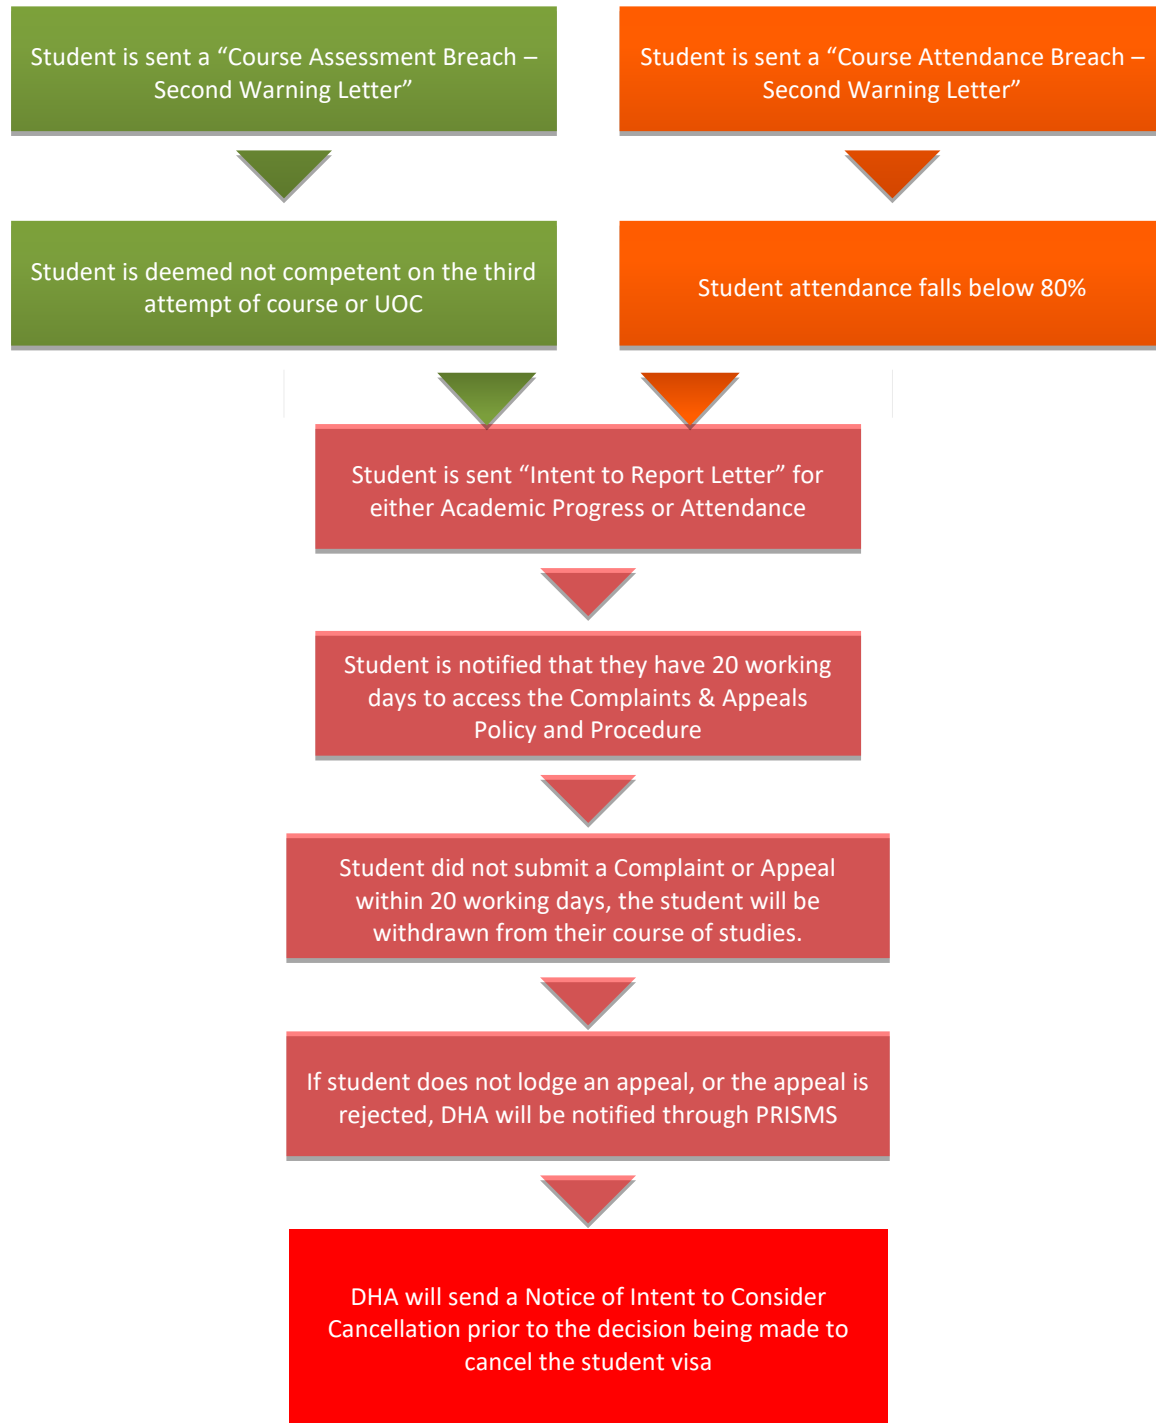 Student is sent a “Course Assessment Breach –
Second Warning Letter”
Student is sent a “Course Attendance Breach –
Second Warning Letter”
Student is deemed not competent on the third
attempt of course or UOC
Student attendance falls below 80%
Student is sent “Intent to Report Letter” for
either Academic Progress or Attendance
Student is notified that they have 20 working
days to access the Complaints & Appeals
Policy and Procedure
Student did not submit a Complaint or Appeal
within 20 working days, the student will be
withdrawn from their course of studies.
If student does not lodge an appeal, or the appeal is
rejected, DHA will be notified through PRISMS
DHA will send a Notice of Intent to Consider
Cancellation prior to the decision being made to
cancel the student visa